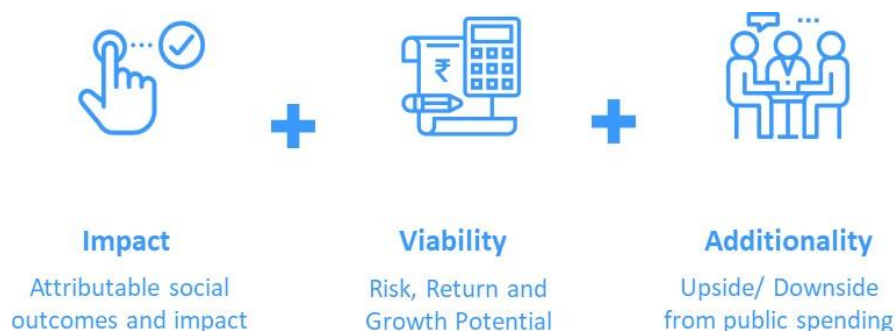 ₹
Impact
Attributable social
outcomes and impact
Viability
Risk, Return and
Growth Potential
Additionality
Upside/ Downside
from public spending